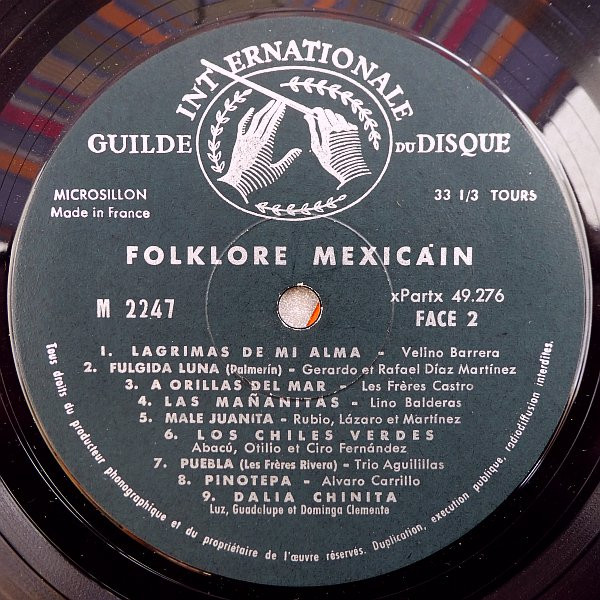 INTERNATIONALE
GUILDE DU DISQUE
MICROSILLON
Made in France
33 1/3 TOURS
FOLKLORE MEXICAIN
M 2247
xPartx 49.276
FACE 2
1. LAGRIMAS DE MI ALMA - Velino Barrera
2. FULGIDA LUNA (Palmerín) - Gerardo et Rafael Díaz Martínez
3. A ORILLAS DEL MAR - Les Frères Castro
4. LAS MAÑANITAS - Lino Balderas
5. MALE JUANITA - Rubio, Lázaro et Martínez
6. LOS CHILES VERDES
Abacú, Otilio et Ciro Fernández
7. PUEBLA (Les Frères Rivera) - Trio Aguilillas
8. PINOTEPA - Alvaro Carrillo
9. DALIA CHINITA
Luz, Guadalupe et Dominga Clemente
Tous droits du producteur phonographique et du propriétaire de l'œuvre réservés. Duplication, exécution publique, radiodiffusion interdites.